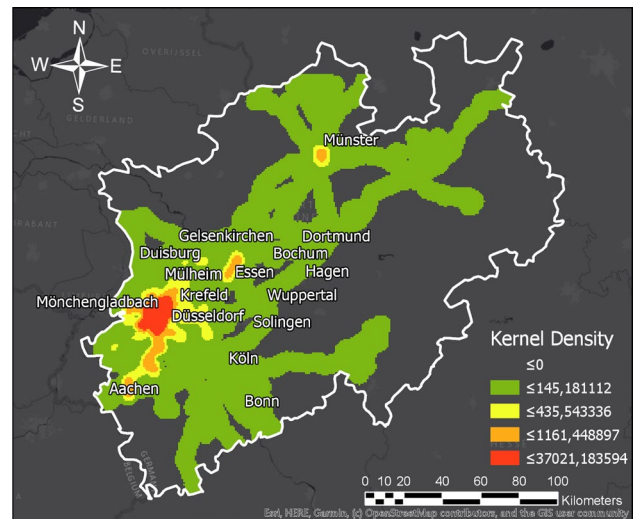 N
W E
S
OVERIJSSEL
GELDERLAND
Münster
Gelsenkirchen Dortmund
Duisburg Bochum
Mülheim Essen Hagen
Mönchengladbach Krefeld Wuppertal
Düsseldorf Solingen
Köln
Aachen
Bonn
Kernel Density
≤0
≤145,181112
≤435,543336
≤1161,448897
≤37021,183594
0 10 20 40 60 80 100
Kilometers
GERMANY
BELGIUM
Esri, HERE, Garmin, (c) OpenStreetMap contributors, and the GIS user community